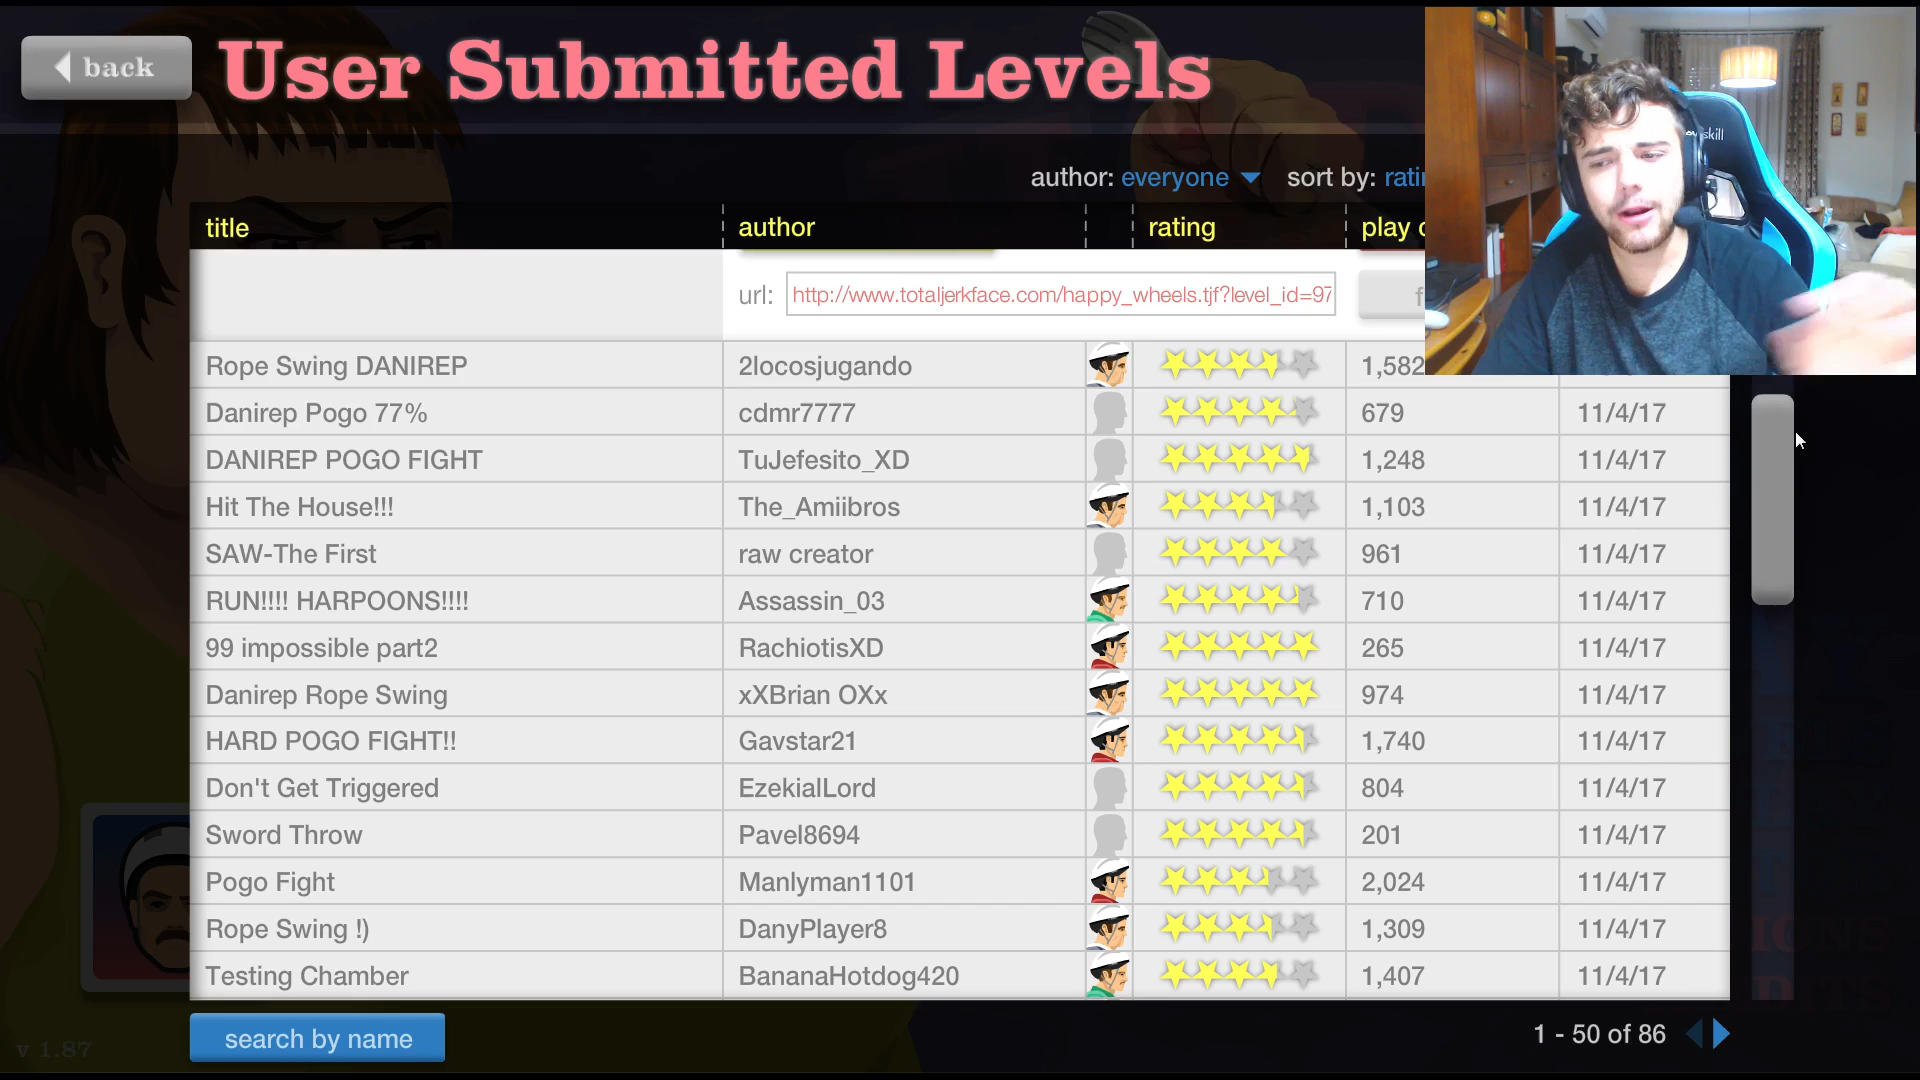 back
User Submitted Levels
author: everyone sort by: 
title author rating play
url: http://www.totaljerkface.com/happy_wheels.tjf?level_id=97
Rope Swing DANIREP 2locosjugando 1,582
Danirep Pogo 77% cdmr7777 679 11/4/17
DANIREP POGO FIGHT TuJefesito_XD 1,248 11/4/17
Hit The House!!! The_Amiibros 1,103 11/4/17
SAW-The First raw creator 961 11/4/17
RUN!!!! HARPOONS!!!! Assassin_03 710 11/4/17
99 impossible part2 RachiotisXD 265 11/4/17
Danirep Rope Swing xXBrian OXx 974 11/4/17
HARD POGO FIGHT!! Gavstar21 1,740 11/4/17
Don't Get Triggered EzekialLord 804 11/4/17
Sword Throw Pavel8694 201 11/4/17
Pogo Fight Manlyman1101 2,024 11/4/17
Rope Swing !) DanyPlayer8 1,309 11/4/17
Testing Chamber BananaHotdog420 1,407 11/4/17
search by name
1 - 50 of 86
v 1.87